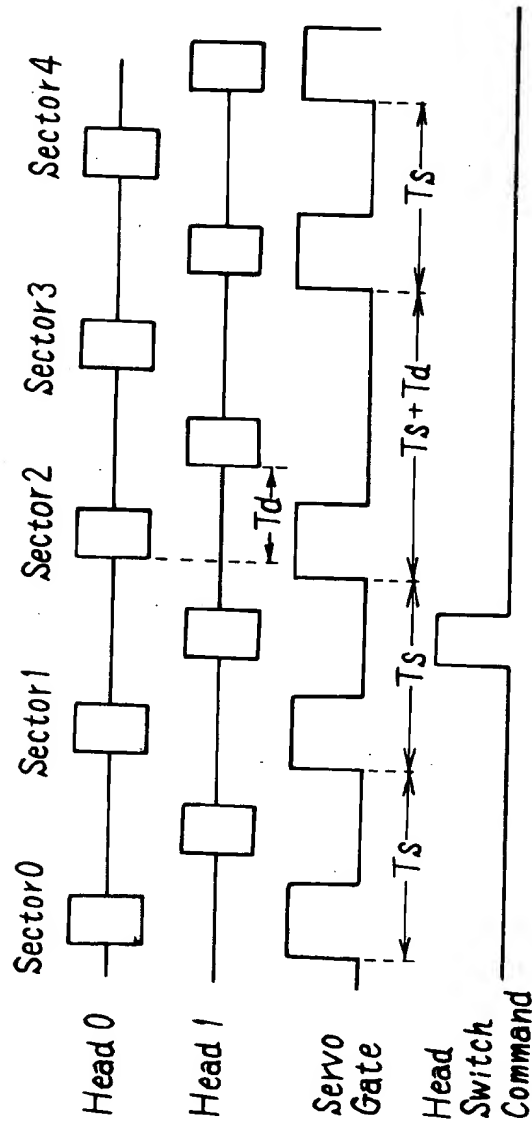 Sector0 Sector1 Sector2 Sector3 Sector4
Head 0
Head 1
Td
Servo
Gate
Ts Ts Ts+Td Ts
Head
Switch
Command